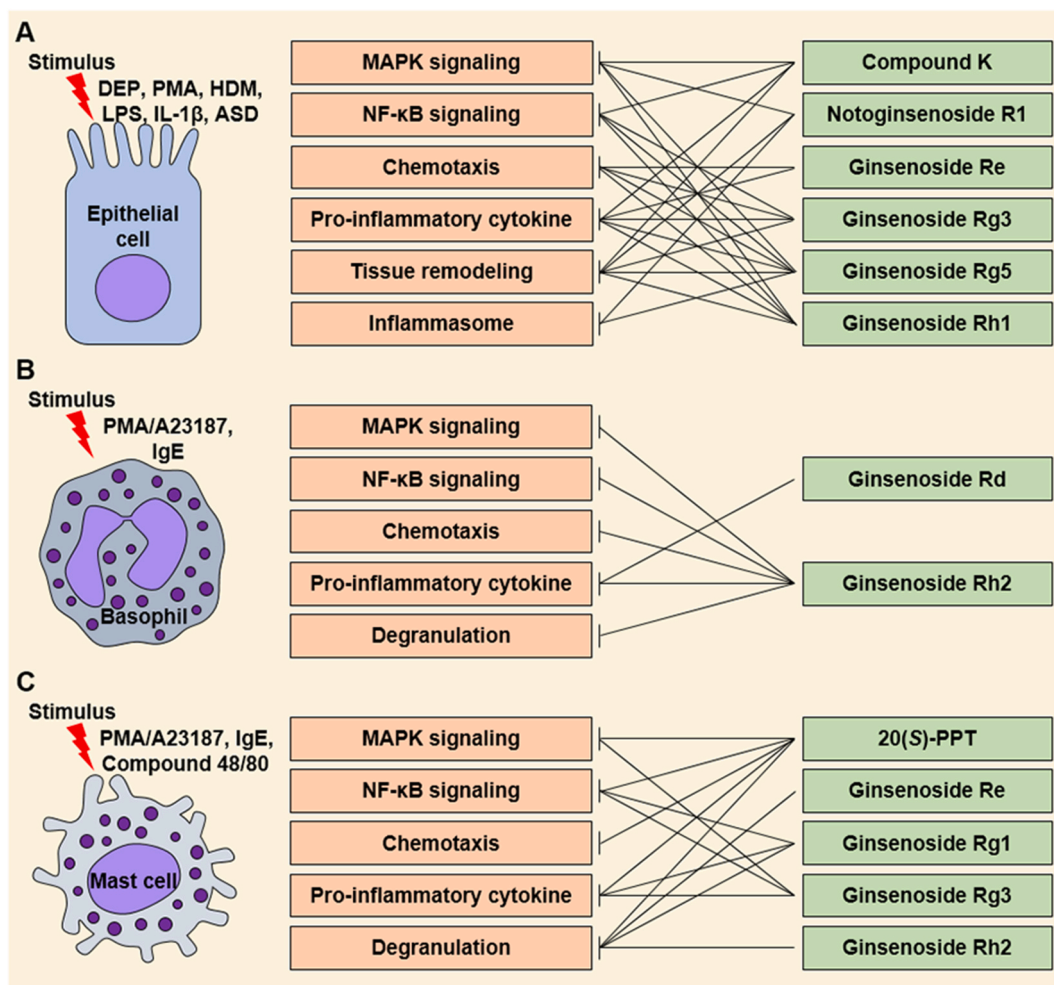 A
Stimulus
DEP, PMA, HDM,
LPS, IL-1β, ASD
Epithelial
cell
MAPK signaling
NF-κB signaling
Chemotaxis
Pro-inflammatory cytokine
Tissue remodeling
Inflammasome
Compound K
Notoginsenoside R1
Ginsenoside Re
Ginsenoside Rg3
Ginsenoside Rg5
Ginsenoside Rh1
B
Stimulus
PMA/A23187,
IgE
Basophil
MAPK signaling
NF-κB signaling
Chemotaxis
Pro-inflammatory cytokine
Degranulation
Ginsenoside Rd
Ginsenoside Rh2
C
Stimulus
PMA/A23187, IgE,
Compound 48/80
Mast cell
MAPK signaling
NF-κB signaling
Chemotaxis
Pro-inflammatory cytokine
Degranulation
20(S)-PPT
Ginsenoside Re
Ginsenoside Rg1
Ginsenoside Rg3
Ginsenoside Rh2